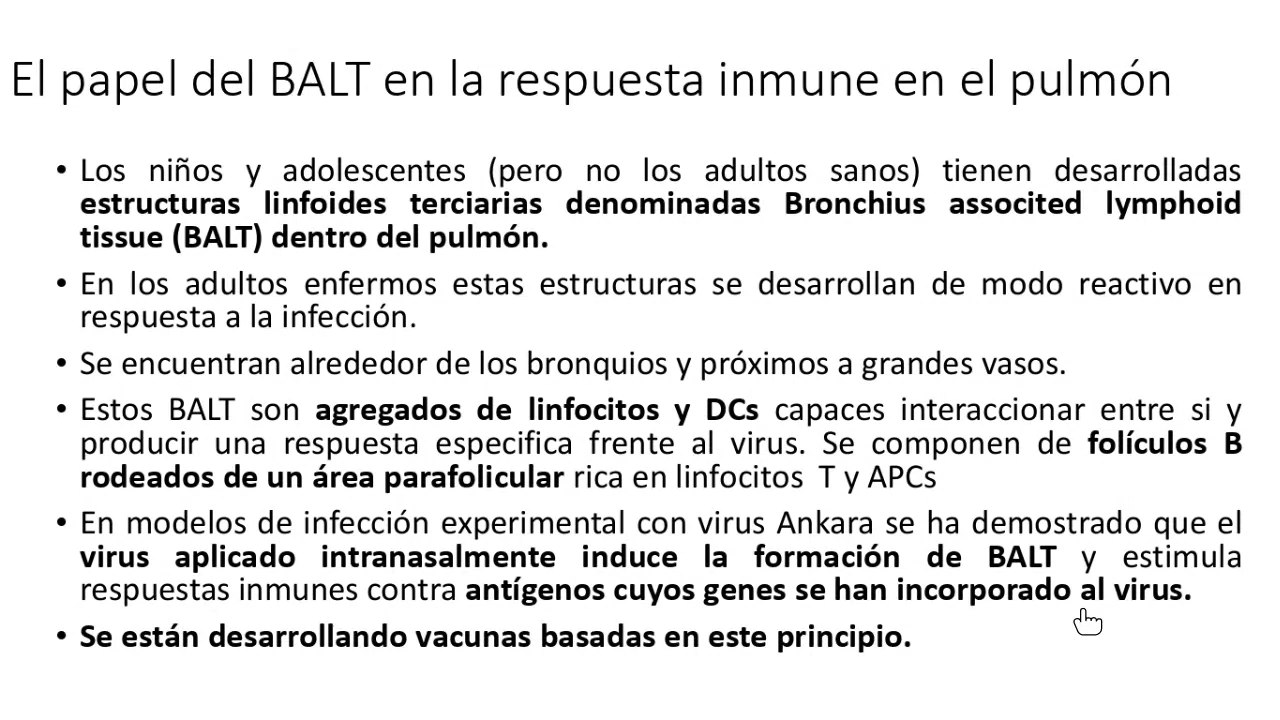 El papel del BALT en la respuesta inmune en el pulmón
• Los niños y adolescentes (pero no los adultos sanos) tienen desarrolladas
estructuras linfoides terciarias denominadas Bronchius associted lymphoid
tissue (BALT) dentro del pulmón.
• En los adultos enfermos estas estructuras se desarrollan de modo reactivo en
respuesta a la infección.
• Se encuentran alrededor de los bronquios y próximos a grandes vasos.
• Estos BALT son agregados de linfocitos y DCs capaces interaccionar entre si y
producir una respuesta especifica frente al virus. Se componen de folículos B
rodeados de un área parafolicular rica en linfocitos T y APCs
• En modelos de infección experimental con virus Ankara se ha demostrado que el
virus aplicado intranasalmente induce la formación de BALT y estimula
respuestas inmunes contra antígenos cuyos genes se han incorporado al virus.
• Se están desarrollando vacunas basadas en este principio.